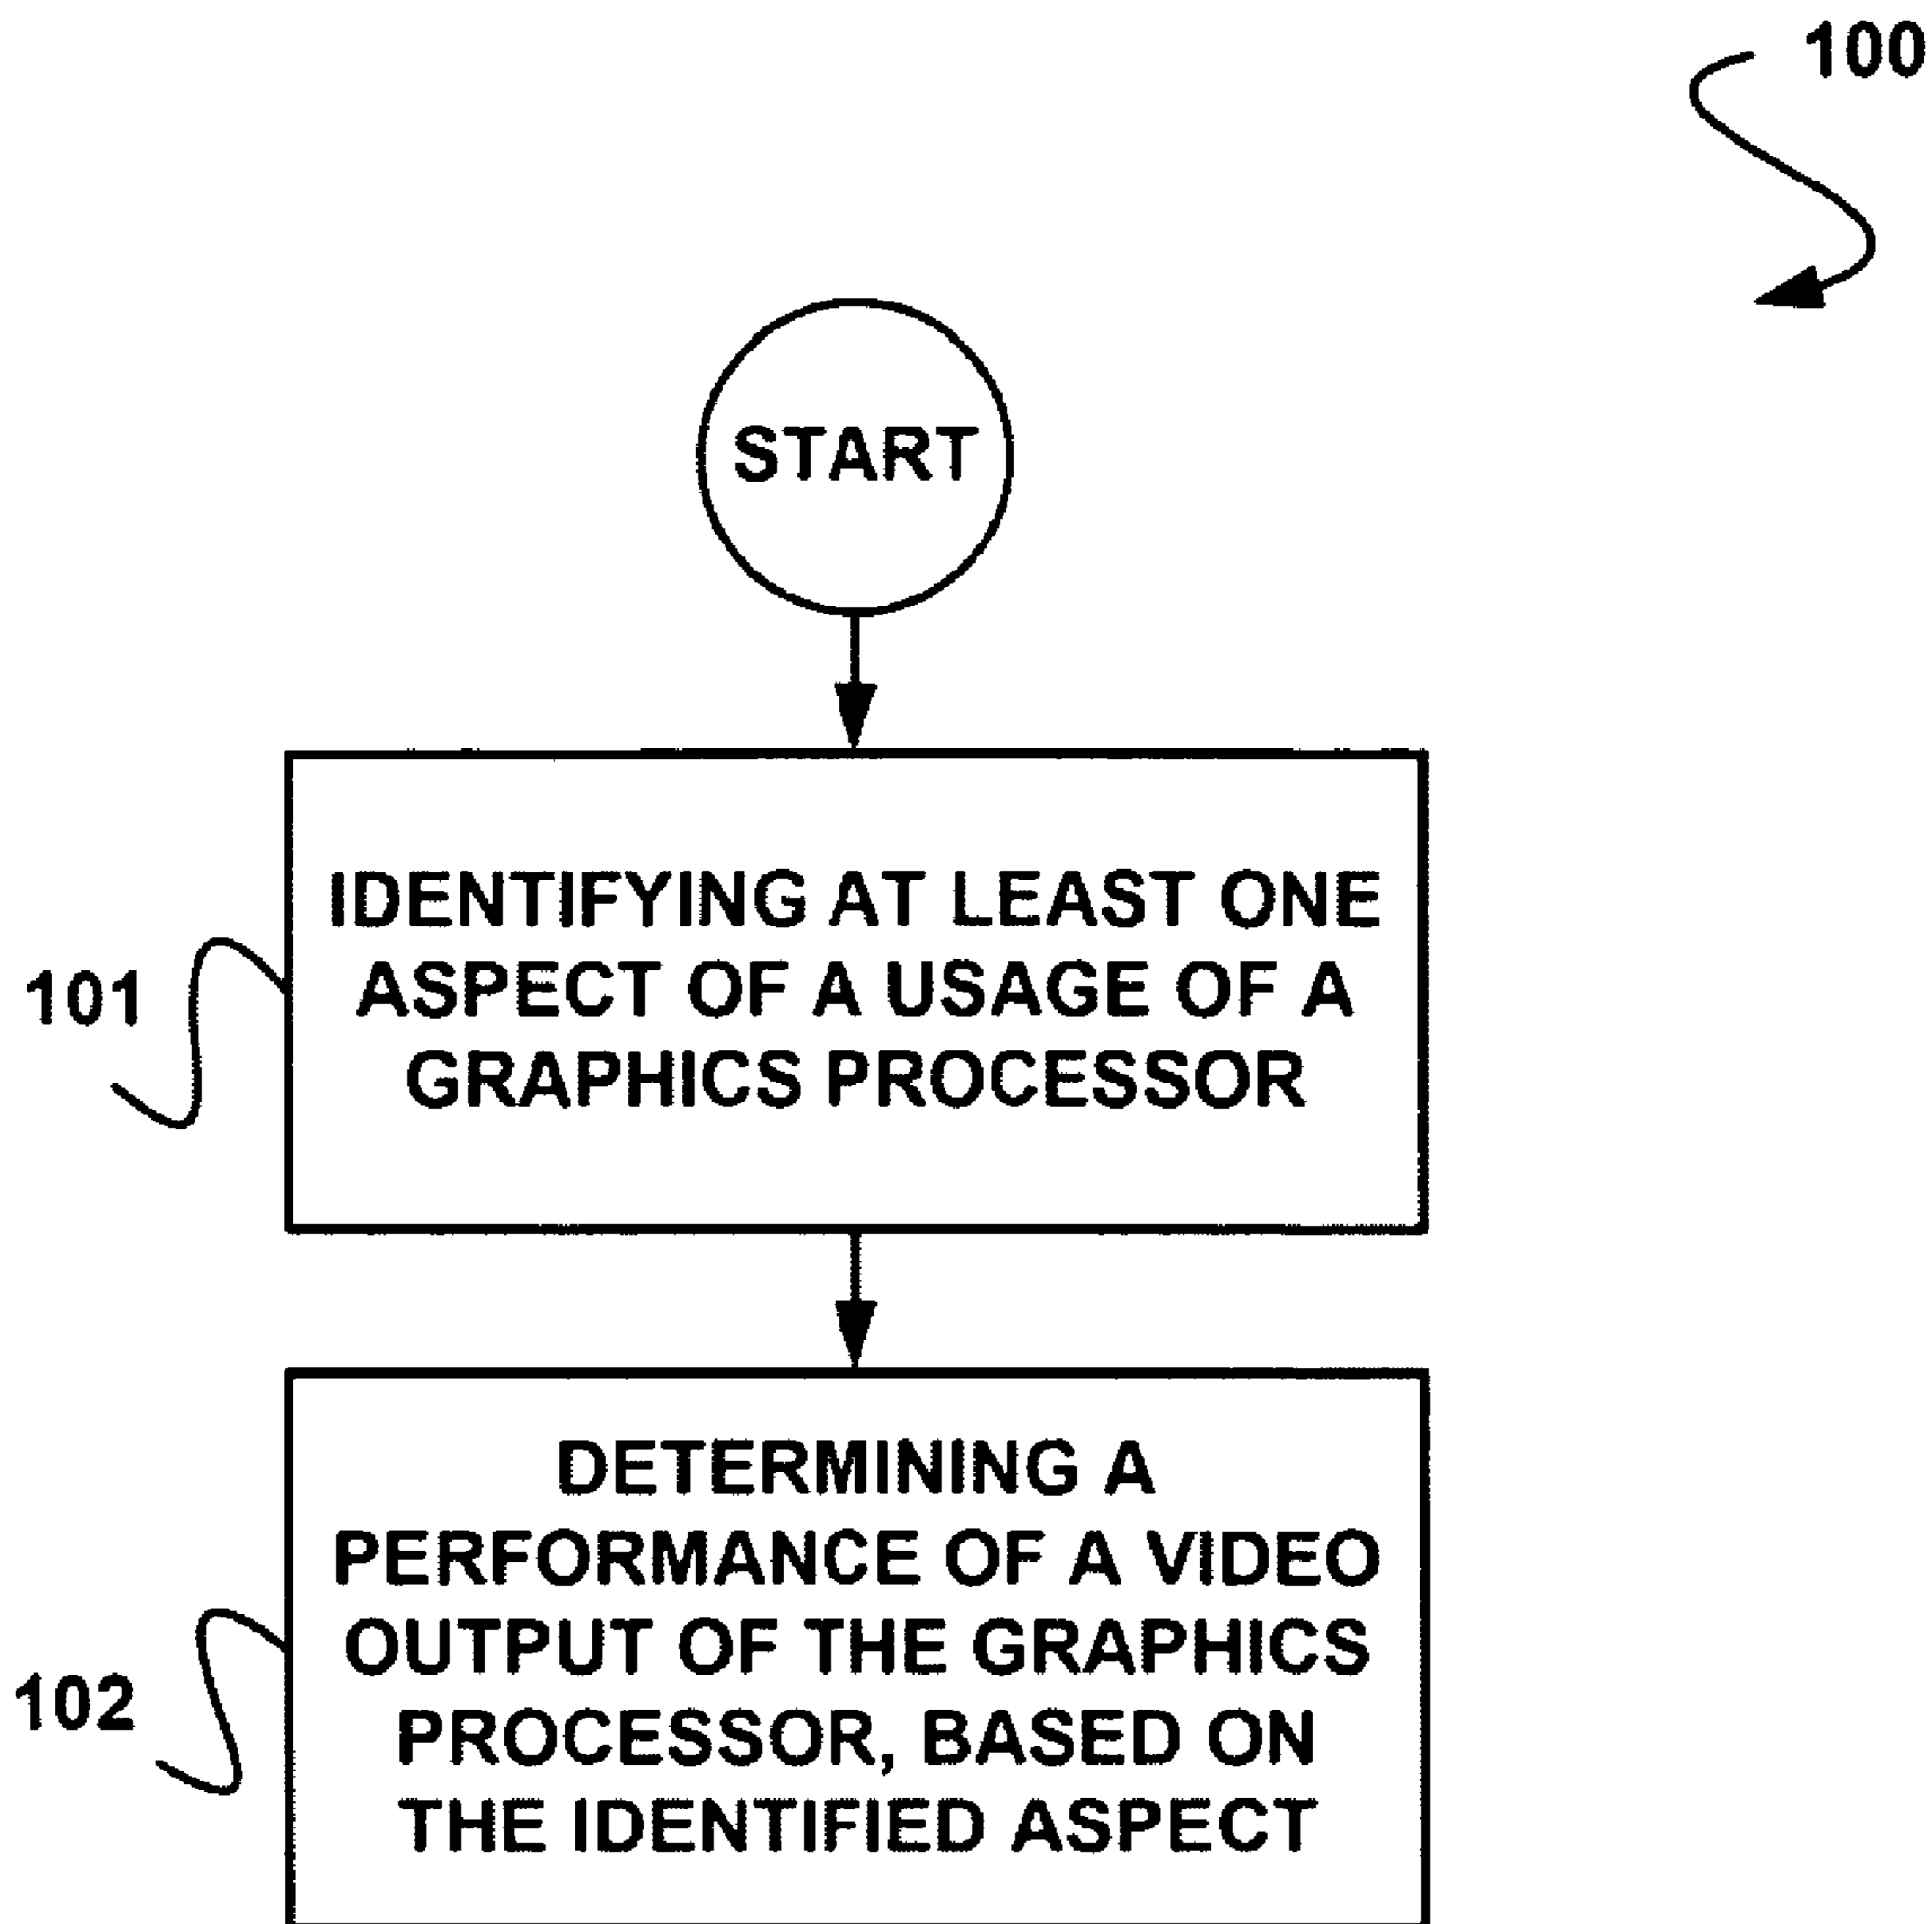 100
START
101
IDENTIFYING AT LEAST ONE
ASPECT OF A USAGE OF A
GRAPHICS PROCESSOR
102
DETERMINING A
PERFORMANCE OF A VIDEO
OUTPUT OF THE GRAPHICS
PROCESSOR, BASED ON
THE IDENTIFIED ASPECT